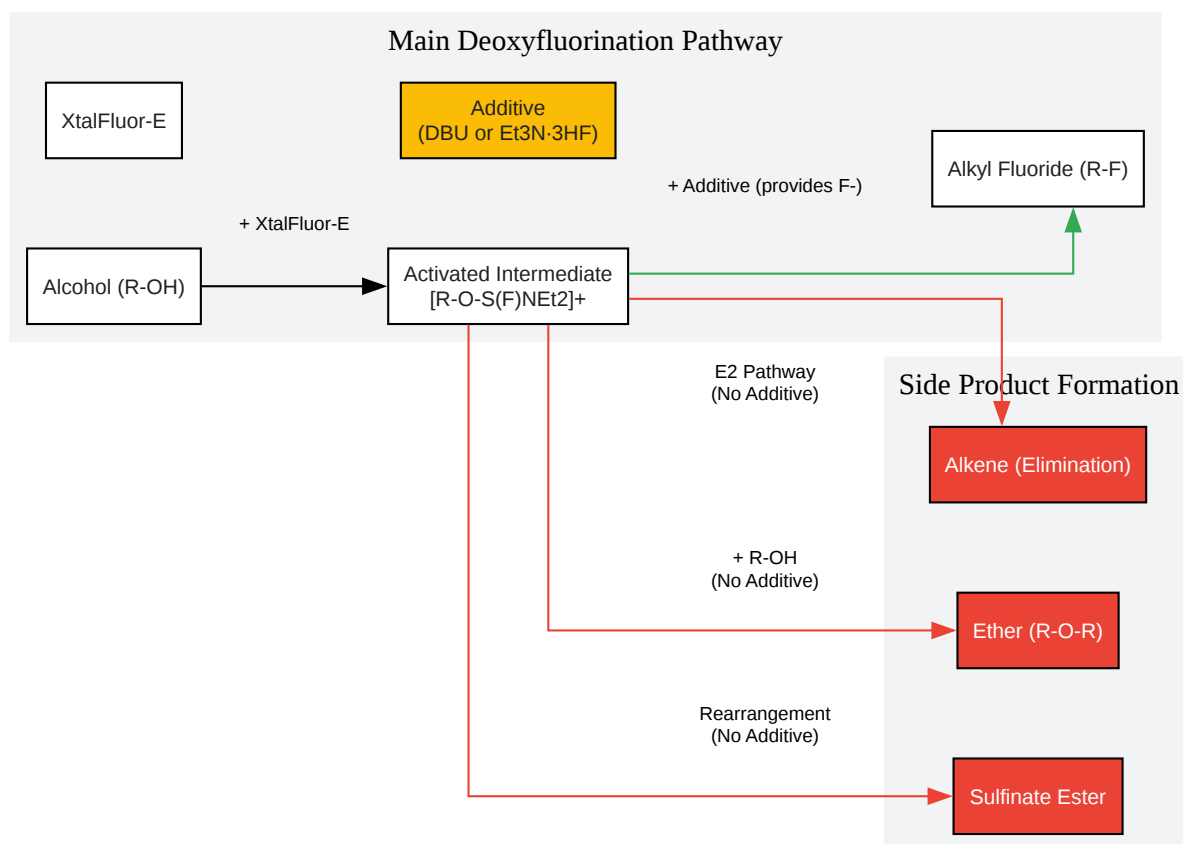 Main Deoxyfluorination Pathway
XtalFluor-E
Additive
(DBU or Et3N·3HF)
Alkyl Fluoride (R-F)
+ Additive (provides F-)
+ XtalFluor-E
Alcohol (R-OH)
Activated Intermediate
[R-O-S(F)NEt2]+
E2 Pathway
(No Additive)
Side Product Formation
Alkene (Elimination)
+ R-OH
(No Additive)
Ether (R-O-R)
Rearrangement
(No Additive)
Sulfinate Ester